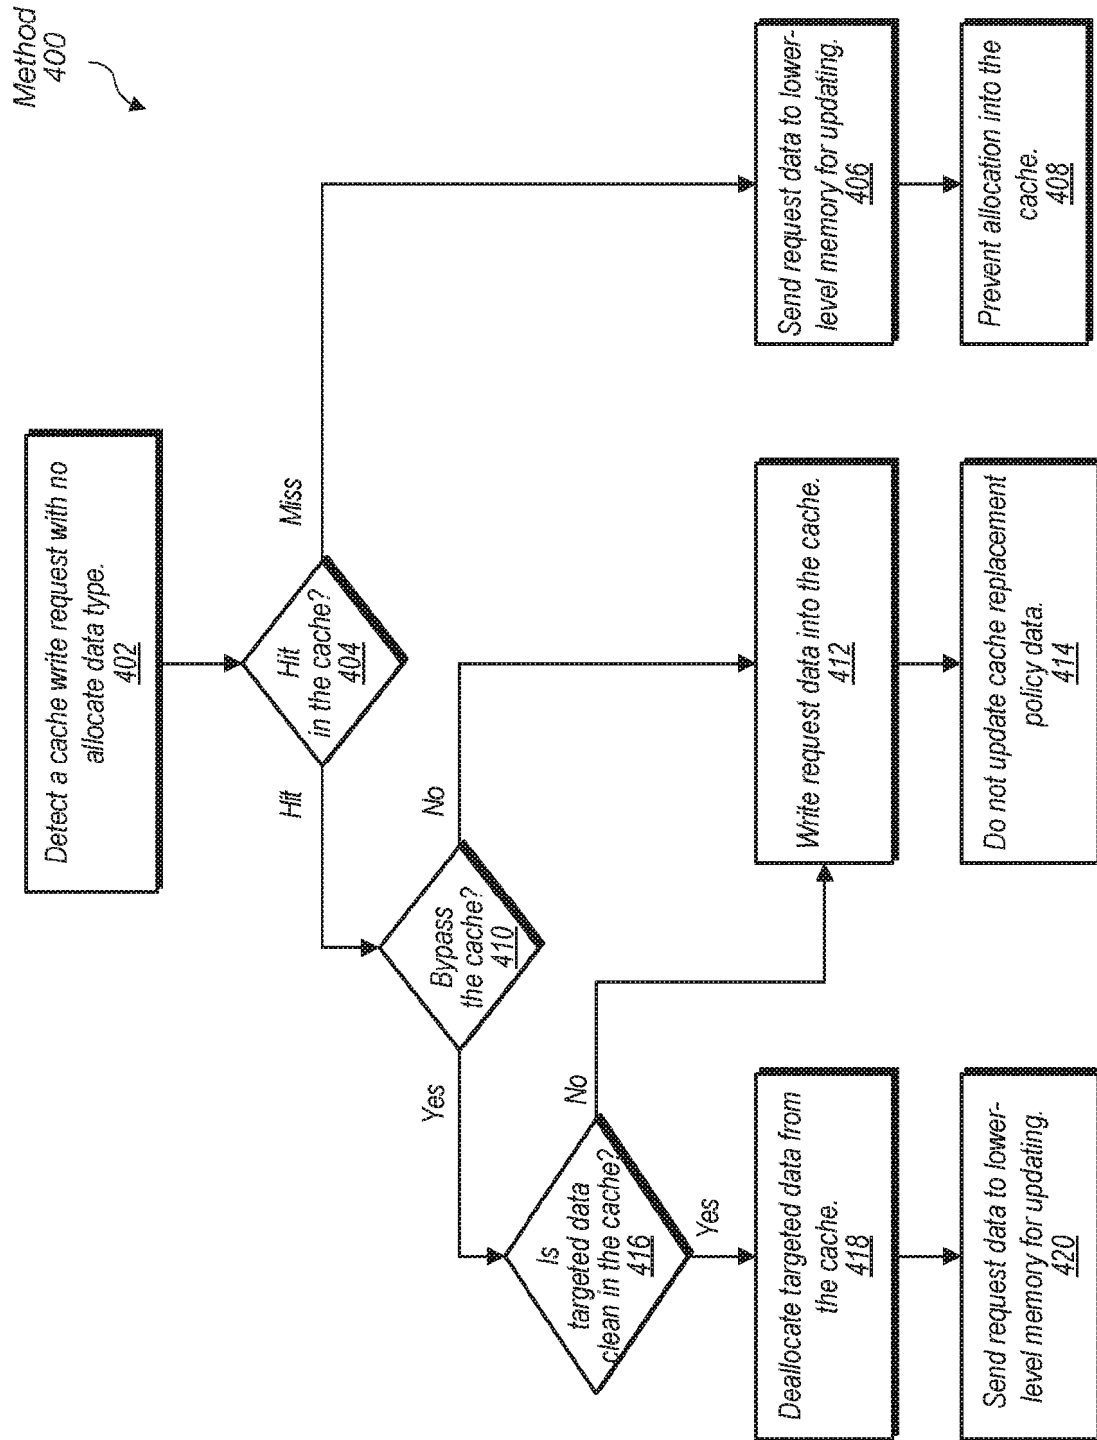 Method
400
Detect a cache write request with no
allocate data type.
402
Hit
in the cache?
404
Hit
Miss
Bypass
the cache?
410
Yes
No
Is
targeted data
clean in the cache?
416
No
Yes
Deallocate targeted data from
the cache.
418
Send request data to lower-
level memory for updating.
420
Write request data into the cache.
412
Do not update cache replacement
policy data.
414
Send request data to lower-
level memory for updating.
406
Prevent allocation into the
cache.
408